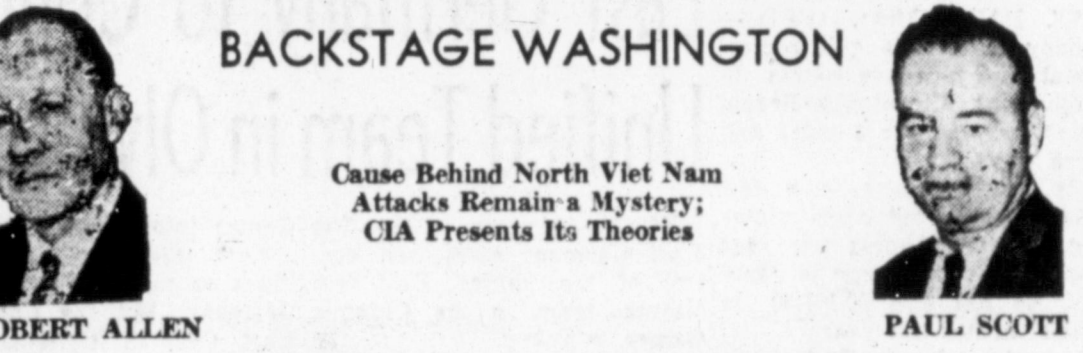 BACKSTAGE WASHINGTON
Cause Behind North Viet Nam
Attacks Remain a Mystery;
CIA Presents Its Theories
OBERT ALLEN
PAUL SCOTT